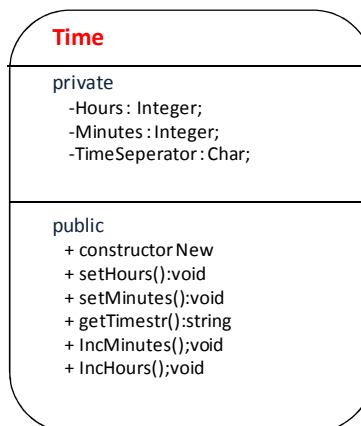 Time
private
-Hours: Integer;
-Minutes: Integer;
-TimeSeperator: Char;
public
+ constructor New
+ setHours():void
+ setMinutes():void
+ getTimestr():string
+ IncMinutes;void
+ IncHours();void